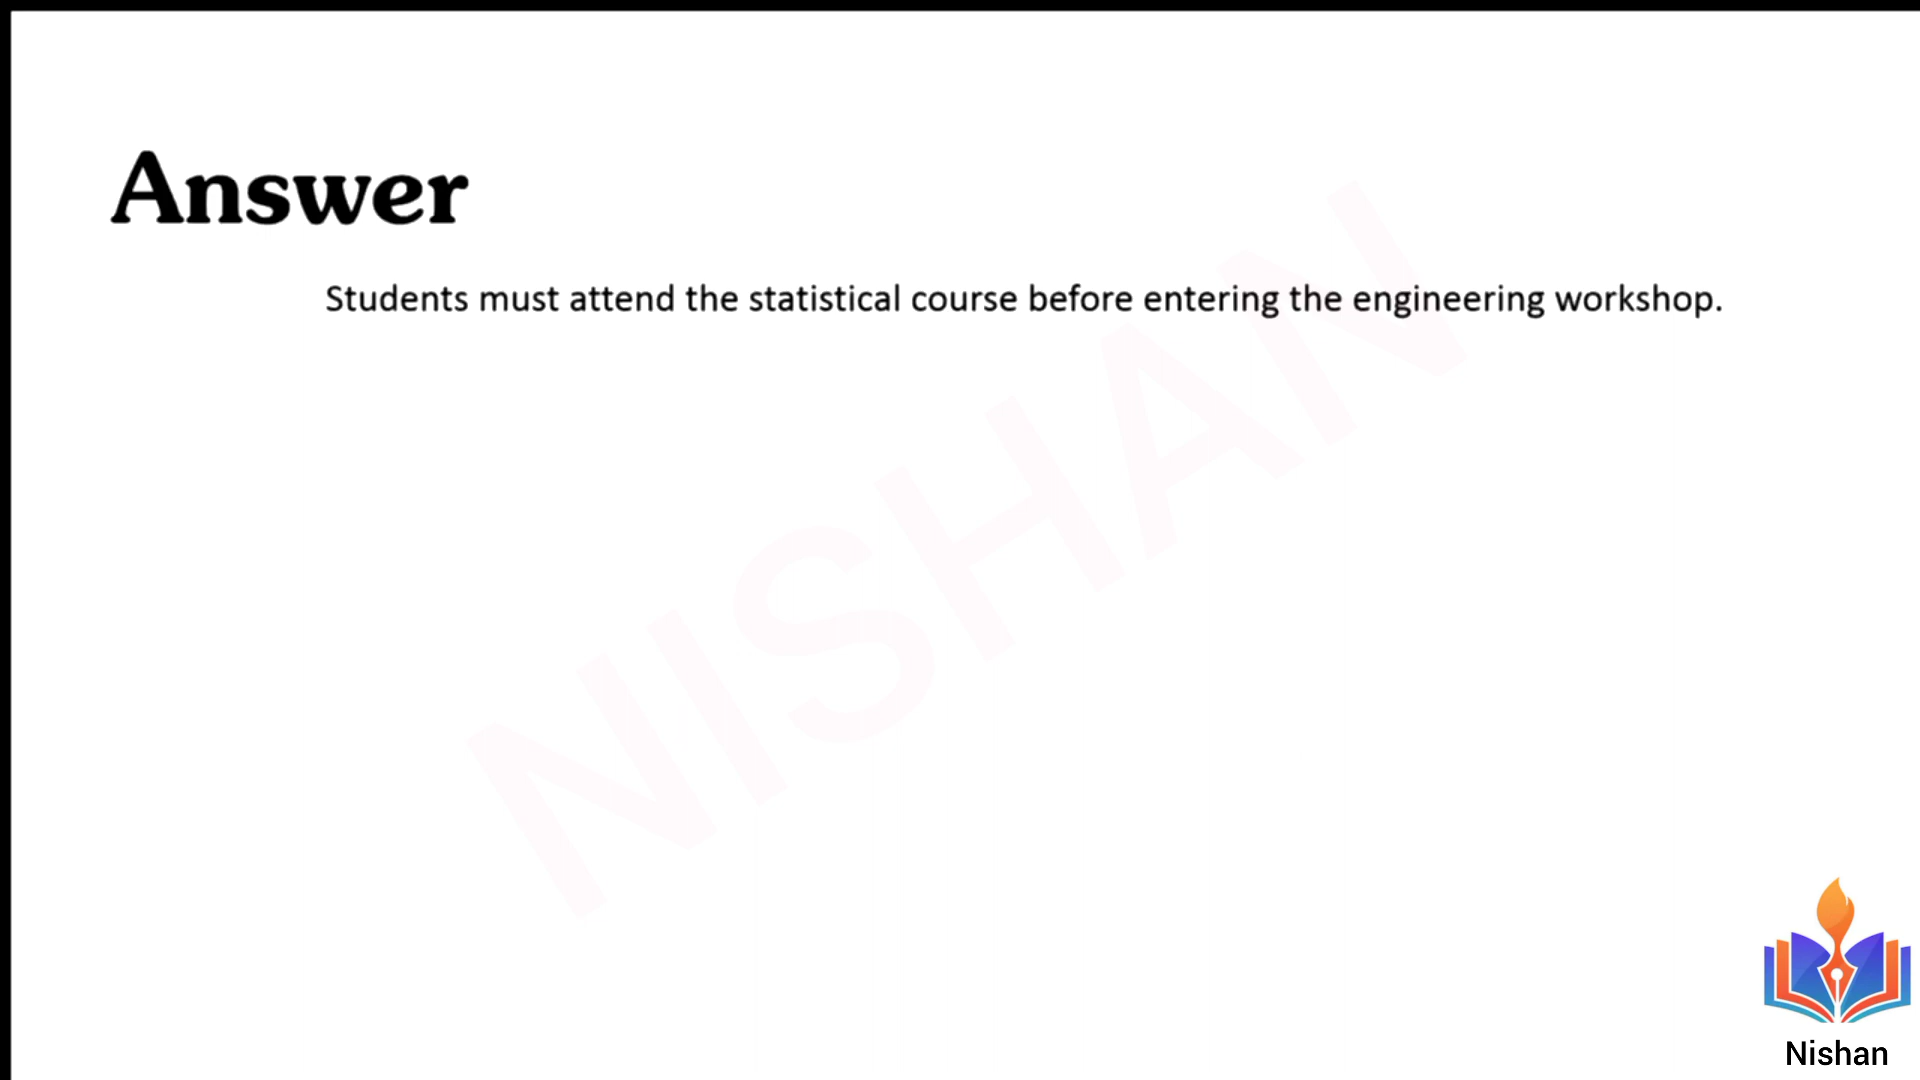 Answer
Students must attend the statistical course before entering the engineering workshop.
NISHAN
Nishan